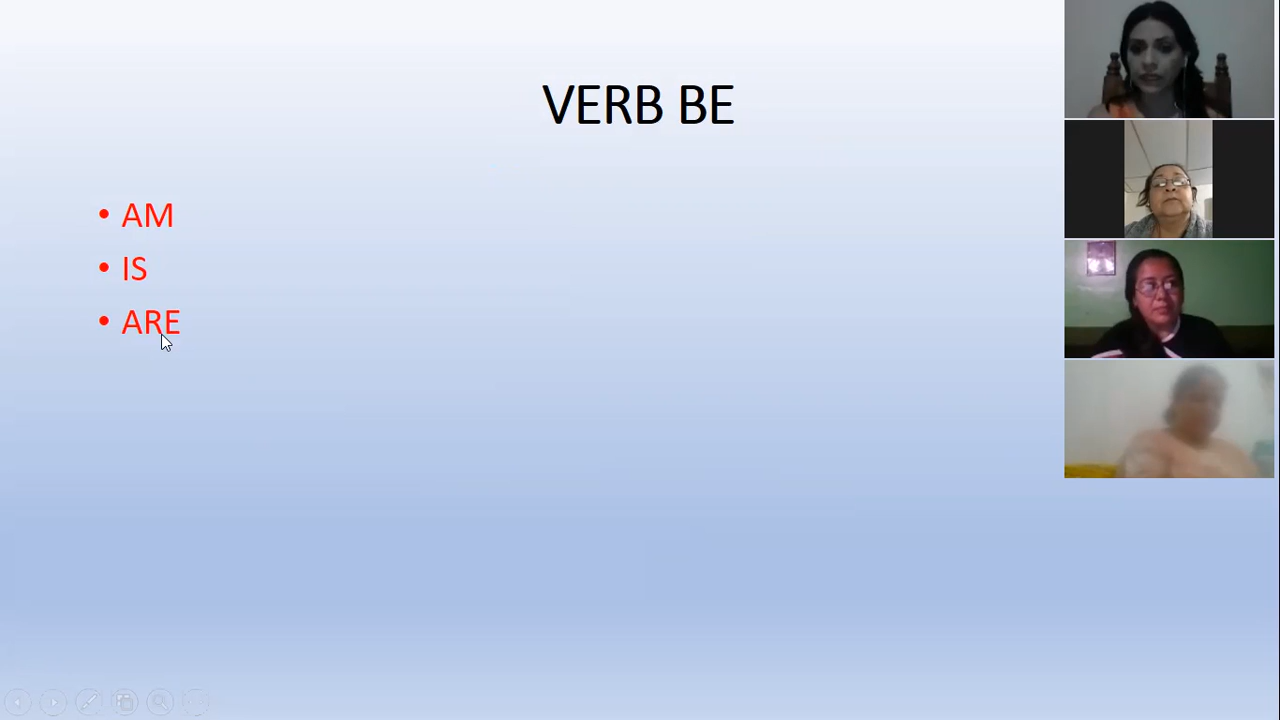 VERB BE
• AM
• IS
• ARE